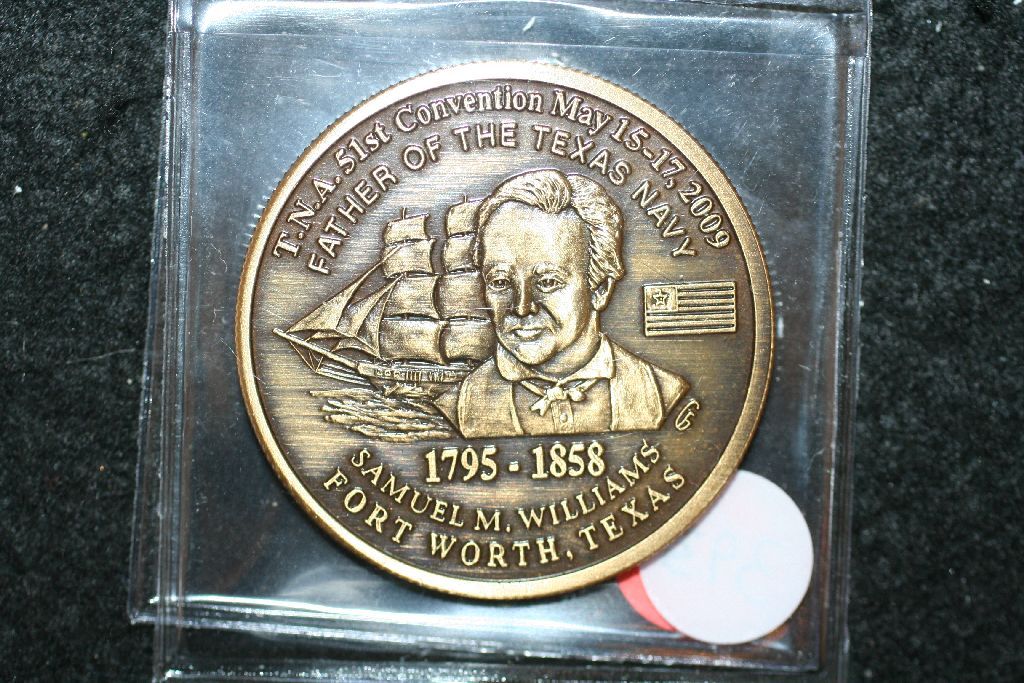 T.N.A. 51st Convention May 15-17, 2009
FATHER OF THE TEXAS NAVY
1795 - 1858
SAMUEL M. WILLIAMS
FORT WORTH, TEXAS